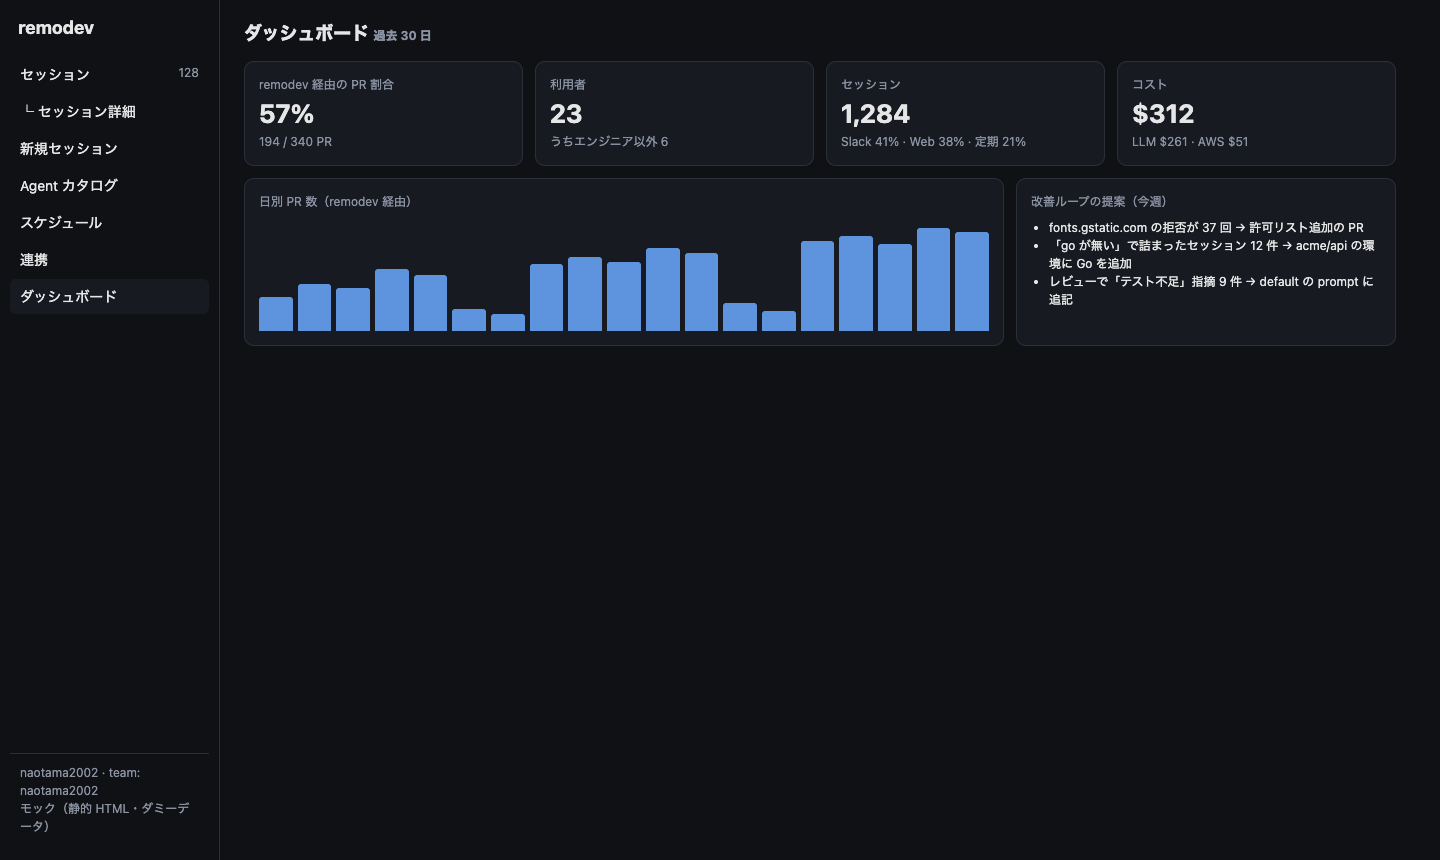 remodev
セッション 128
└ セッション詳細
新規セッション
Agent カタログ
スケジュール
連携
ダッシュボード
naotama2002 · team:
naotama2002
モック（静的 HTML・ダミーデ
ータ）
ダッシュボード 過去 30 日
remodev 経由の PR 割合
57%
194 / 340 PR
利用者
23
うちエンジニア以外 6
セッション
1,284
Slack 41% · Web 38% · 定期 21%
コスト
$312
LLM $261 · AWS $51
日別 PR 数（remodev 経由）
改善ループの提案（今週）
• fonts.gstatic.com の拒否が 37 回 → 許可リスト追加の PR
• 「go が無い」で詰まったセッション 12 件 → acme/api の環
境に Go を追加
• レビューで「テスト不足」指摘 9 件 → default の prompt に
追記